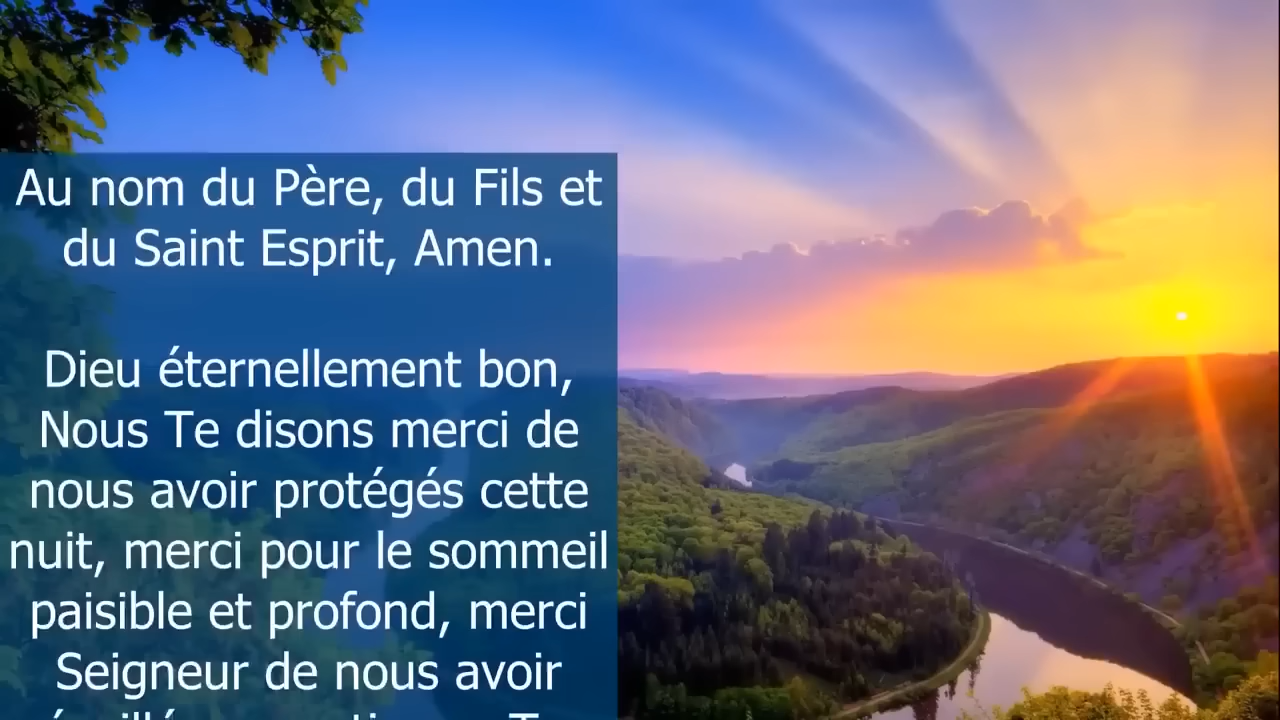 Au nom du Père, du Fils et
du Saint Esprit, Amen.
Dieu éternellement bon,
Nous Te disons merci de
nous avoir protégés cette
nuit, merci pour le sommeil
paisible et profond, merci
Seigneur de nous avoir